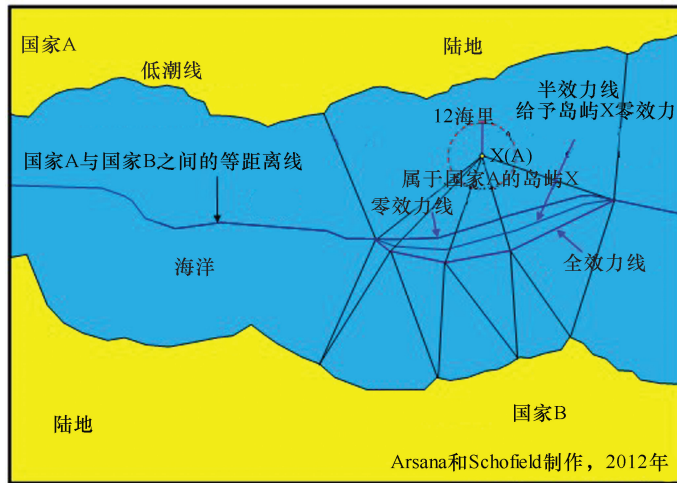 国家A
陆地
低潮线
半效力线
给予岛屿X零效力
12海里
X(A)
国家A与国家B之间的等距离线
属于国家A的岛屿X
零效力线
海洋
全效力线
国家B
陆地
Arsana和Schofield制作，2012年